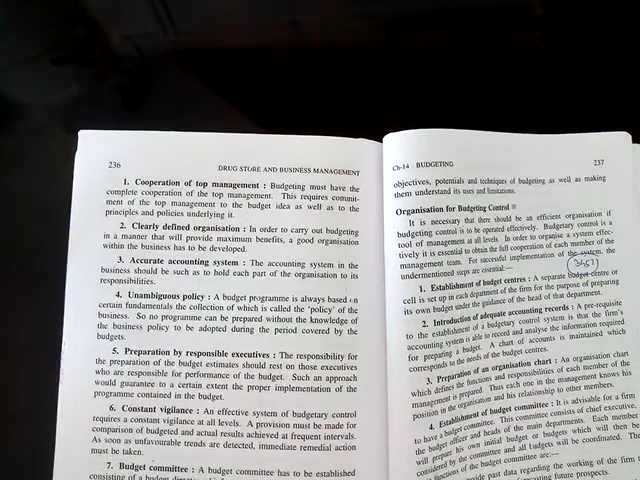 236
DRUG STORE AND BUSINESS MANAGEMENT
1. Cooperation of top management : Budgeting must have the
complete cooperation of the top management. This requires commit-
ment of the top management to the budget idea as well as to the
principles and policies underlying it.
2. Clearly defined organisation : In order to carry out budgeting
in a manner that will provide maximum benefits, a good organisation
within the business has to be developed.
3. Accurate accounting system : The accounting system in the
business should be such as to hold each part of the organisation to its
responsibilities.
4. Unambiguous policy : A budget programme is always based on
certain fundamentals the collection of which is called the 'policy' of the
business. So no programme can be prepared without the knowledge of
the business policy to be adopted during the period covered by the
budgets.
5. Preparation by responsible executives : The responsibility for
the preparation of the budget estimates should rest on those executives
who are responsible for performance of the budget. Such an approach
would guarantee to a certain extent the proper implementation of the
programme contained in the budget.
6. Constant vigilance : An effective system of budgetary control
requires a constant vigilance at all levels. A provision must be made for
comparison of budgeted and actual results achieved at frequent intervals.
As soon as unfavourable trends are detected, immediate remedial action
must be taken.
7. Budget committee : A budget committee has to be established
consisting of a budget
Ch-14 BUDGETING
237
objectives, potentials and techniques of budgeting as well as making
them understand its uses and limitations.
Organisation for Budgeting Control
It is necessary that there should be an efficient organisation if
budgeting control is to be operated effectively. Budgetary control is a
tool of management at all levels. In order to organise a system effec-
tively it is essential to obtain the full cooperation of each member of the
management team. For successful implementation of the system, the
undermentioned steps are essential:—
1. Establishment of budget centres : A separate budget centre or
cell is set up in each department of the firm for the purpose of preparing
its own budget under the guidance of the head of that department.
2. Introduction of adequate accounting records : A pre-requisite
to the establishment of a budgetary control system is that the firm's
accounting system is able to record and analyse the information required
for preparing a budget. A chart of accounts is maintained which
corresponds to the needs of the budget centres.
3. Preparation of an organisation chart : An organisation chart
which defines the functions and responsibilities of each member of the
management is prepared. Thus each one in the management knows his
position in the organisation and his relationship to other members.
4. Establishment of budget committee : It is advisable for a firm
to have a budget committee. This committee consists of chief executive,
the budget officer and heads of the main departments. Each member
will prepare his own initial budget or budgets which will then be
considered by the committee and all budgets will be coordinated. The
functions of the budget committee are:—
provide past data regarding the working of the firm
future prospects.